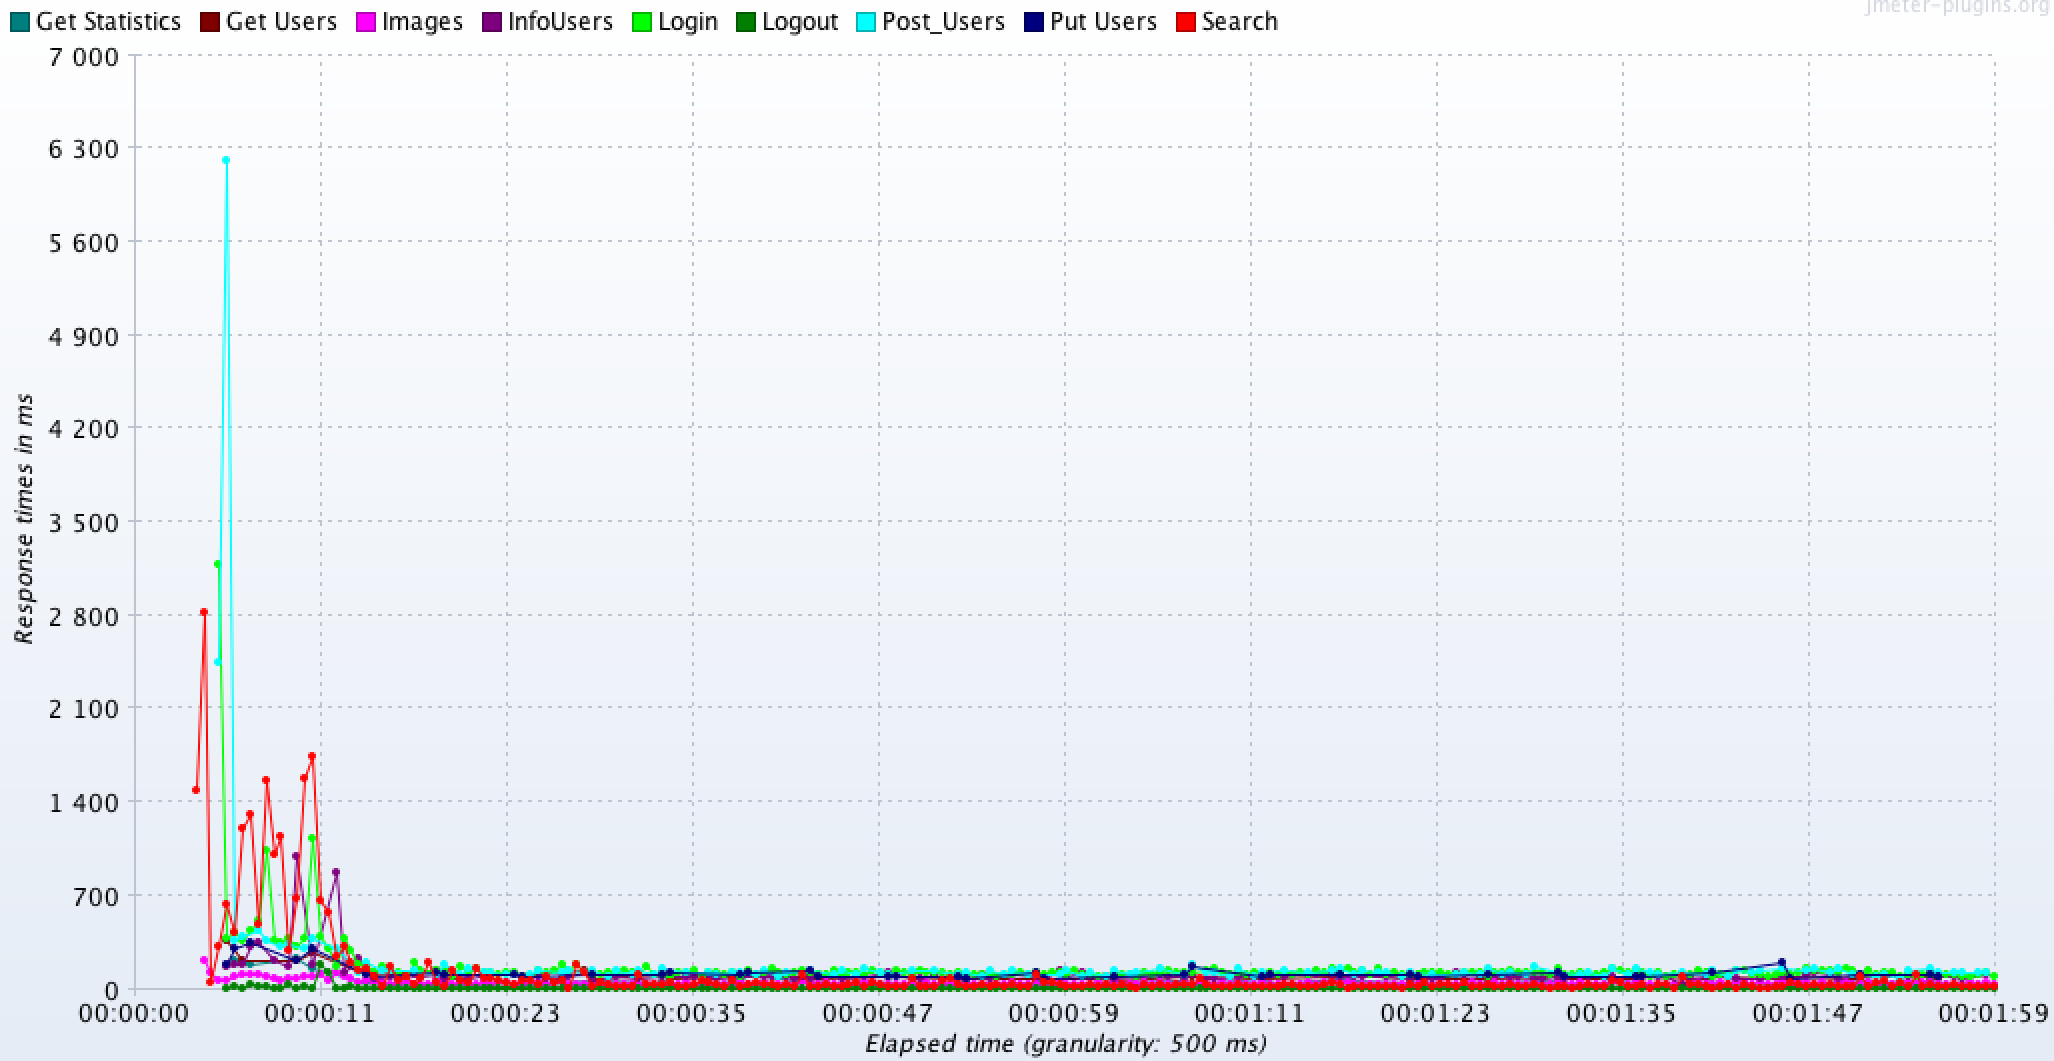 jmeter-plugins.org
Get Statistics Get Users Images InfoUsers Login Logout Post_Users Put Users Search
7 000
6 300
5 600
4 900
4 200
3 500
2 800
2 100
1 400
700
0
Response times in ms
00:00:00 00:00:11 00:00:23 00:00:35 00:00:47 00:00:59 00:01:11 00:01:23 00:01:35 00:01:47 00:01:59
Elapsed time (granularity: 500 ms)